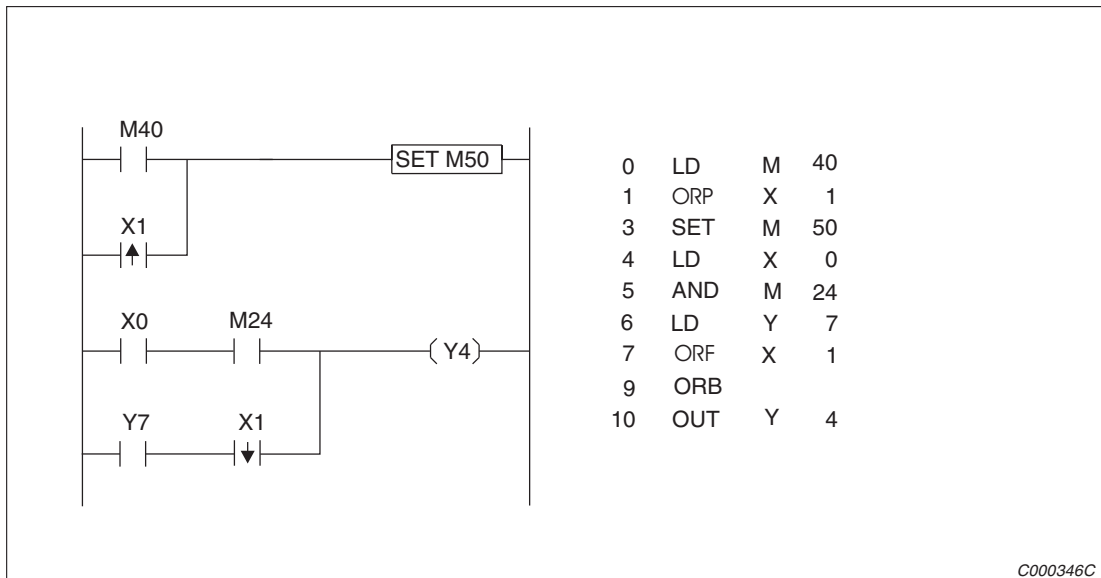 M40
SET M50
X1
X0 M24
Y4
Y7 X1
0 LD M 40
1 ORP X 1
3 SET M 50
4 LD X 0
5 AND M 24
6 LD Y 7
7 ORF X 1
9 ORB
10 OUT Y 4
C000346C